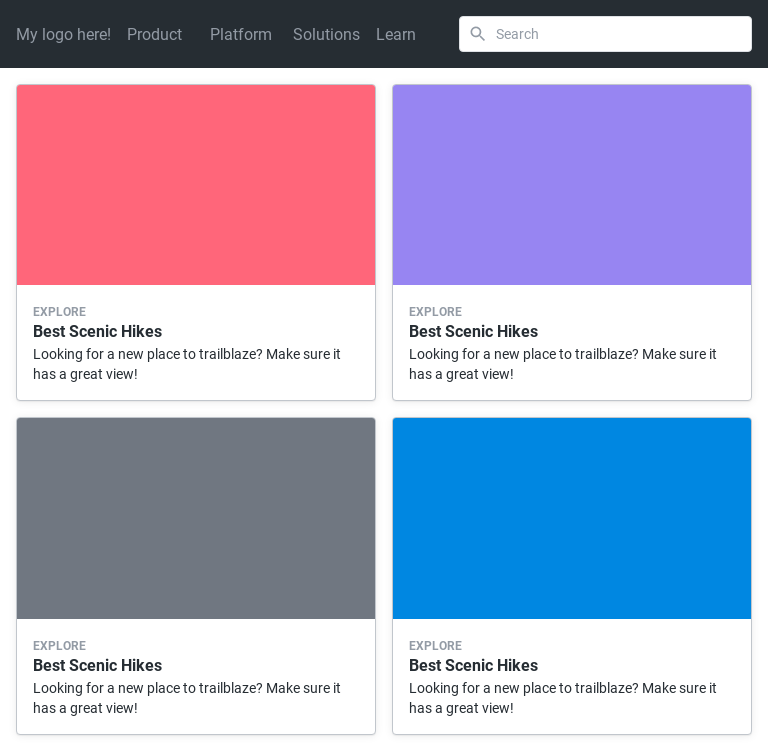 My logo here! Product Platform Solutions Learn Search
EXPLORE
Best Scenic Hikes
Looking for a new place to trailblaze? Make sure it
has a great view!
EXPLORE
Best Scenic Hikes
Looking for a new place to trailblaze? Make sure it
has a great view!
EXPLORE
Best Scenic Hikes
Looking for a new place to trailblaze? Make sure it
has a great view!
EXPLORE
Best Scenic Hikes
Looking for a new place to trailblaze? Make sure it
has a great view!